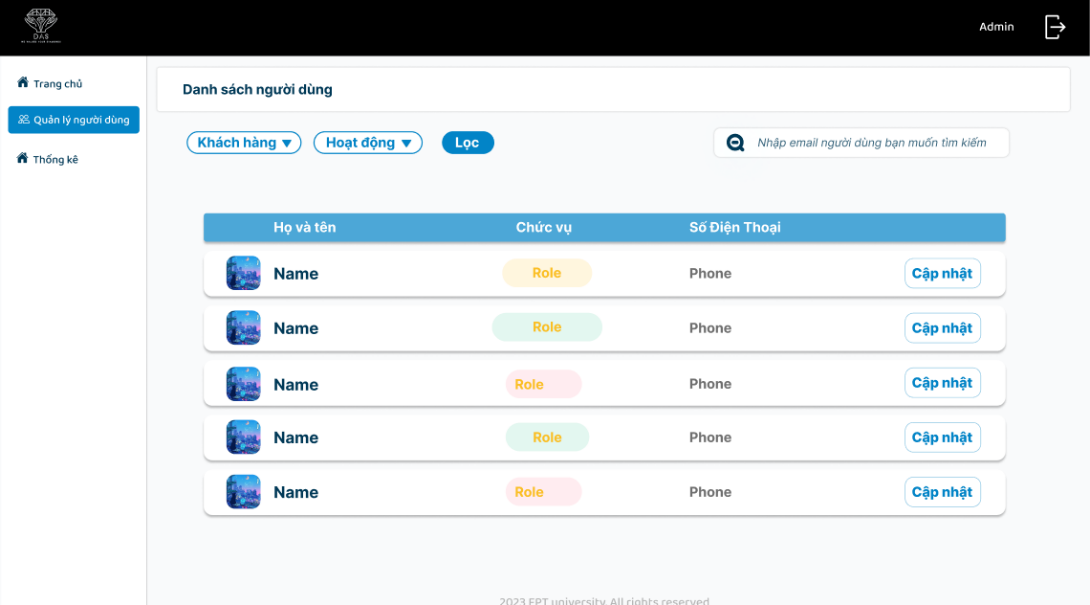 DAS
Admin
Trang chủ
Quản lý người dùng
Thống kê
Danh sách người dùng
Khách hàng
Hoạt động
Lọc
Nhập email người dùng bạn muốn tìm kiếm
Họ và tên Chức vụ Số Điện Thoại
Name Role Phone Cập nhật
Name Role Phone Cập nhật
Name Role Phone Cập nhật
Name Role Phone Cập nhật
Name Role Phone Cập nhật
2023 FPT university. All rights reserved